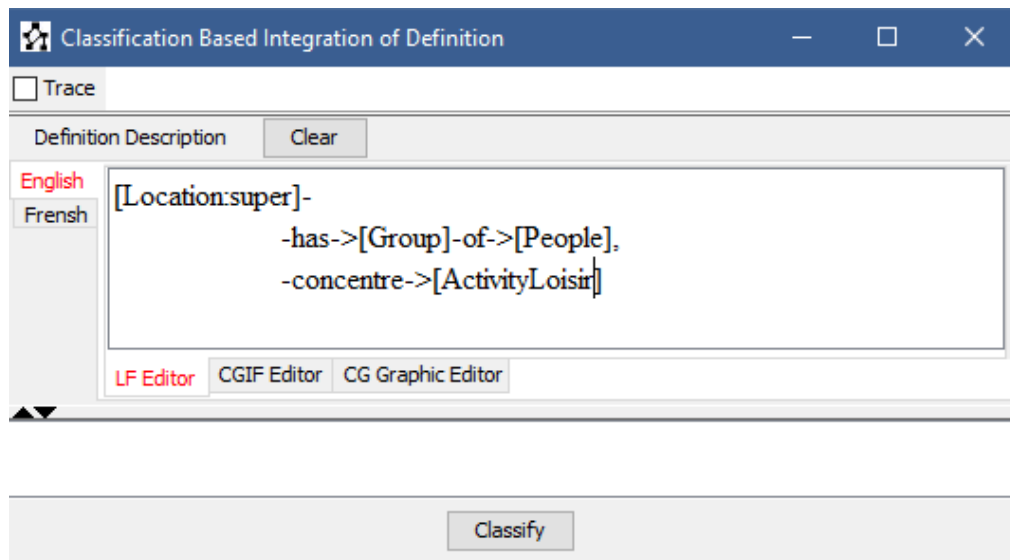 Classification Based Integration of Definition
Trace
Definition Description Clear
English
Frensh
[Location:super]-
-has->[Group]-of->[People],
-concentre->[ActivityLoisir]
LF Editor CGIF Editor CG Graphic Editor
Classify